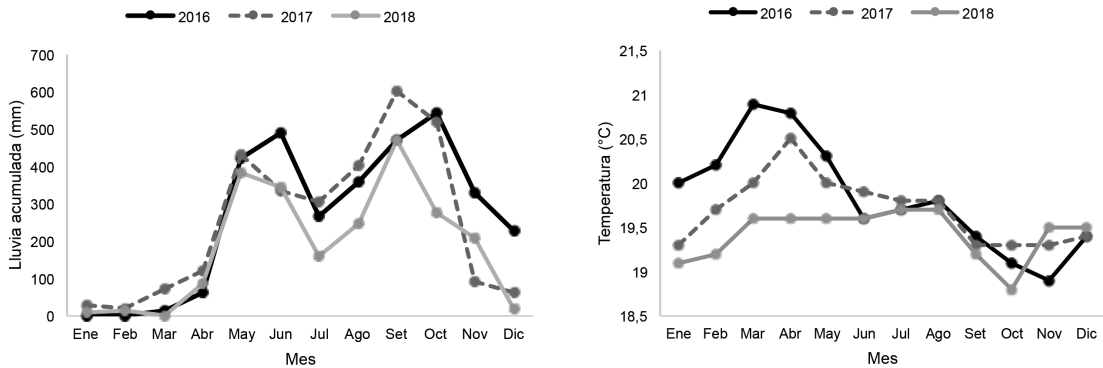 2016 2017 2018
Lluvia acumulada (mm)
700
600
500
400
300
200
100
0
Ene Feb Mar Abr May Jun Jul Ago Set Oct Nov Dic
Mes
2016 2017 2018
Temperatura (°C)
21,5
21
20,5
20
19,5
19
18,5
Ene Feb Mar Abr May Jun Jul Ago Set Oct Nov Dic
Mes